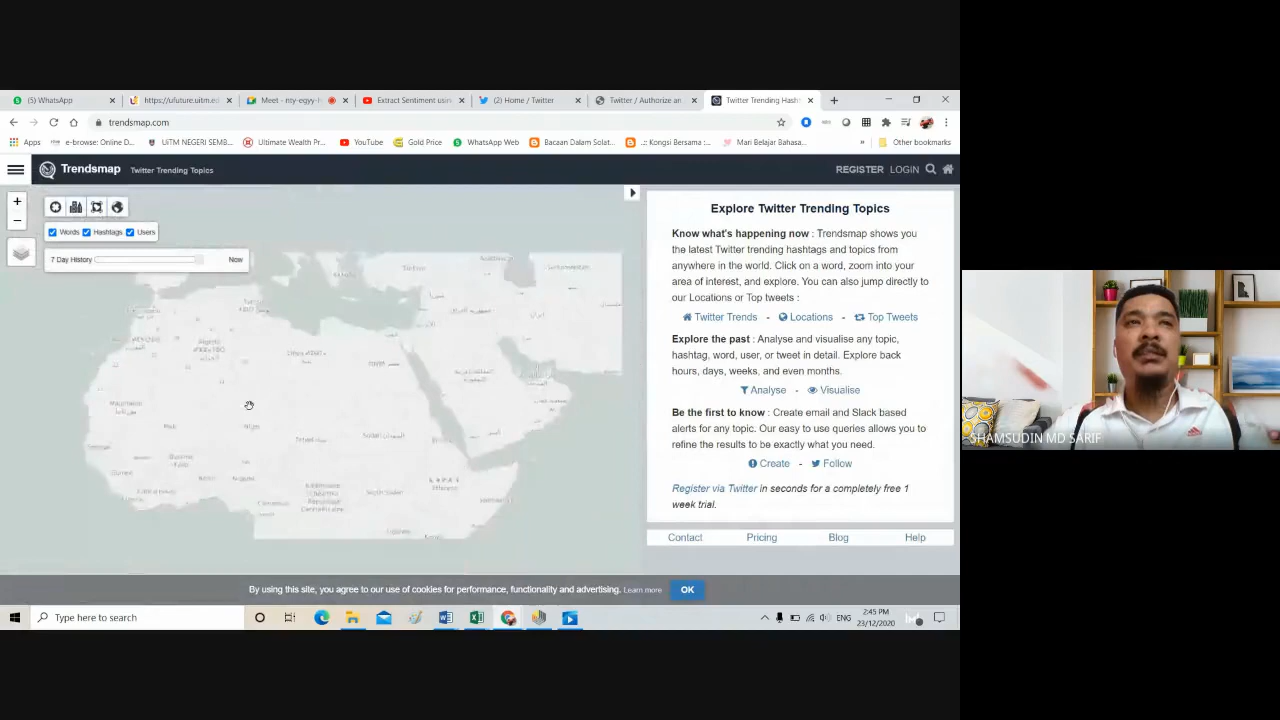 (5) WhatsApp
https://ufuture.uitm.ed
Meet - nty-egyy-
Extract Sentiment usin
(2) Home / Twitter
Twitter / Authorize an
Twitter Trending Hash
trendsmap.com
Apps
e-browse: Online D...
UiTM NEGERI SEMB...
Ultimate Wealth Pr...
YouTube
Gold Price
WhatsApp Web
Bacaan Dalam Solat...
..:: Kongsi Bersama :...
Mari Belajar Bahasa...
»
Other bookmarks
Trendsmap
Twitter Trending Topics
REGISTER
LOGIN
+
−
Words
Hashtags
Users
7 Day History
Now
Explore Twitter Trending Topics
Know what's happening now : Trendsmap shows you
the latest Twitter trending hashtags and topics from
anywhere in the world. Click on a word, zoom into your
area of interest, and explore. You can also jump directly to
our Locations or Top tweets :
Twitter Trends - Locations - Top Tweets
Explore the past : Analyse and visualise any topic,
hashtag, word, user, or tweet in detail. Explore back
hours, days, weeks, and even months.
Analyse - Visualise
Be the first to know : Create email and Slack based
alerts for any topic. Our easy to use queries allows you to
refine the results to be exactly what you need.
Create - Follow
Register via Twitter in seconds for a completely free 1
week trial.
Contact
Pricing
Blog
Help
Mali
Niger
By using this site, you agree to our use of cookies for performance, functionality and advertising. Learn more
OK
Type here to search
ENG
2:45 PM
23/12/2020
SHAMSUDIN MD SARIF